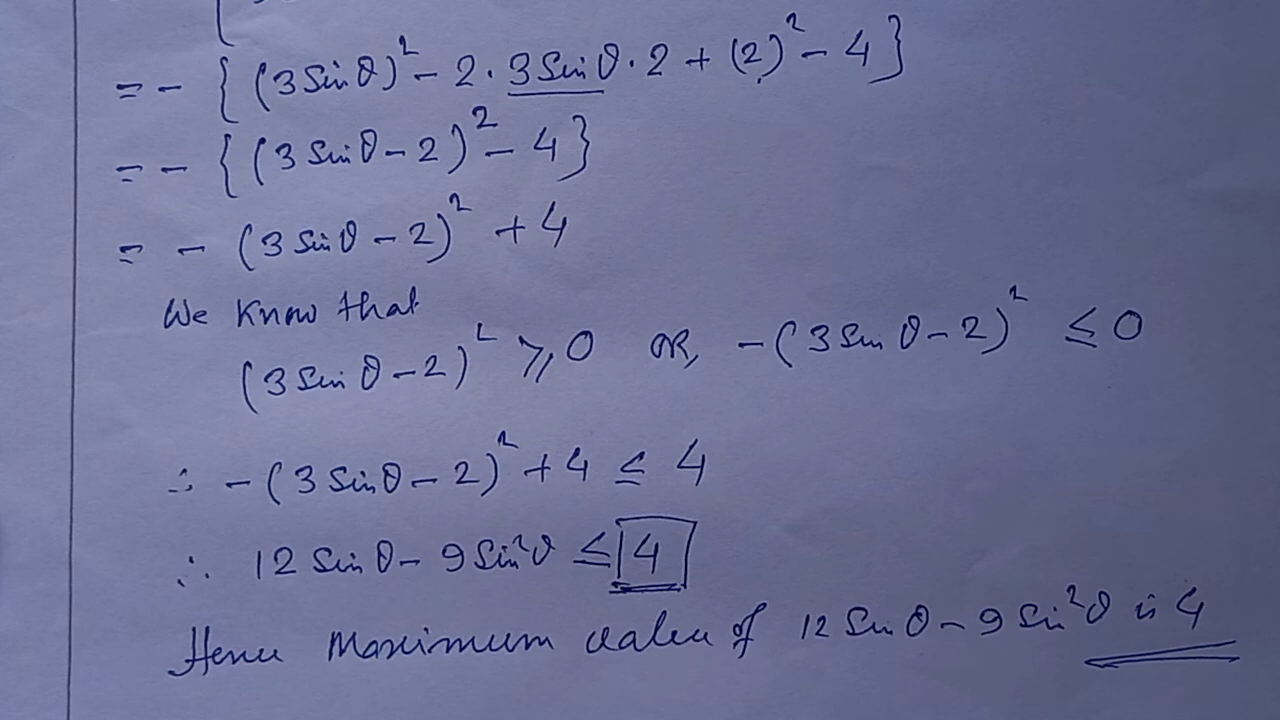 = - { (3 Sin θ)² - 2 · 3 Sin θ · 2 + (2)² - 4 }
= - { (3 Sin θ - 2)² - 4 }
= - (3 Sin θ - 2)² + 4
We Know that
(3 Sin θ - 2)² ≥ 0 OR, - (3 Sin θ - 2)² ≤ 0
∴ - (3 Sin θ - 2)² + 4 ≤ 4
∴ 12 Sin θ - 9 Sin²θ ≤ 4
Hence Maximum value of 12 Sin θ - 9 Sin²θ is 4